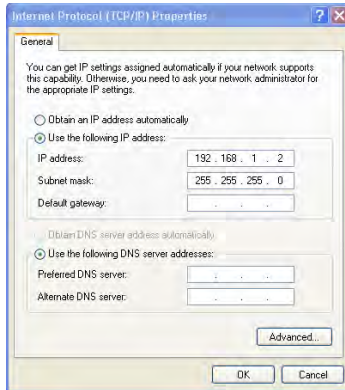 Internet Protocol (TCP/IP) Properties
General
You can get IP settings assigned automatically if your network supports
this capability. Otherwise, you need to ask your network administrator for
the appropriate IP settings.
Obtain an IP address automatically
Use the following IP address:
IP address: 192 . 168 . 1 . 2
Subnet mask: 255 . 255 . 255 . 0
Default gateway: . . .
Obtain DNS server address automatically
Use the following DNS server addresses:
Preferred DNS server: . . .
Alternate DNS server: . . .
Advanced...
OK Cancel